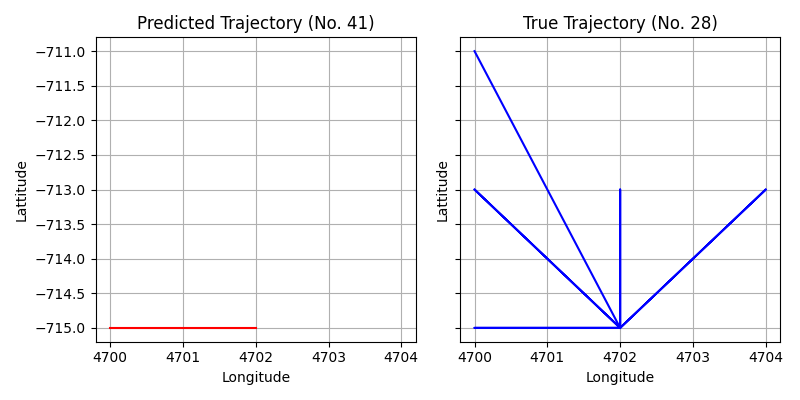 Predicted Trajectory (No. 41)
True Trajectory (No. 28)
−711.0
−711.5
−712.0
−712.5
−713.0
−713.5
−714.0
−714.5
−715.0
Lattitude
Lattitude
4700 4701 4702 4703 4704
4700 4701 4702 4703 4704
Longitude
Longitude